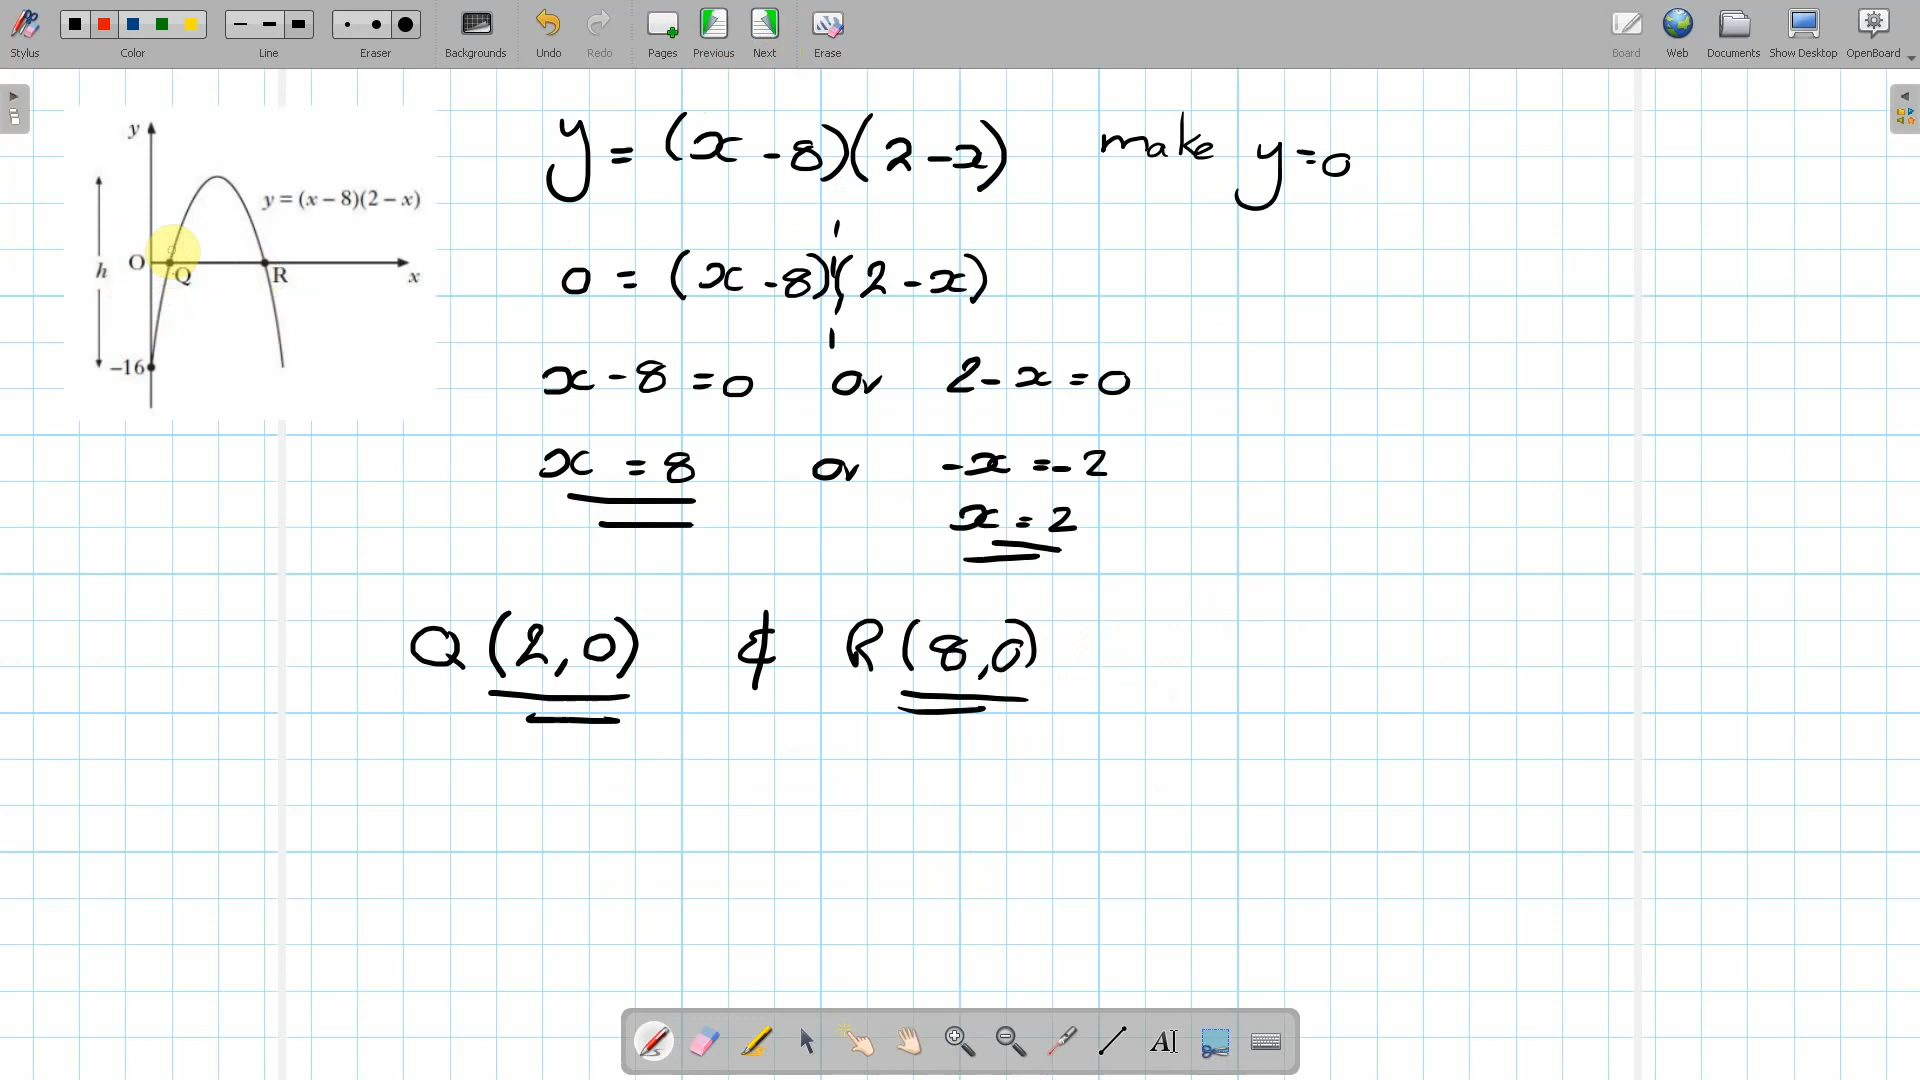 Stylus Color Line Eraser Backgrounds Undo Redo Pages Previous Next Erase Board Web Documents Show Desktop OpenBoard
y
y = (x – 8)(2 – x)
O
Q
R
x
h
–16
y = (x - 8)(2 - x) make y = 0
0 = (x - 8)(2 - x)
x - 8 = 0 or 2 - x = 0
x = 8 or -x = -2
x = 2
Q (2, 0) & R (8, 0)